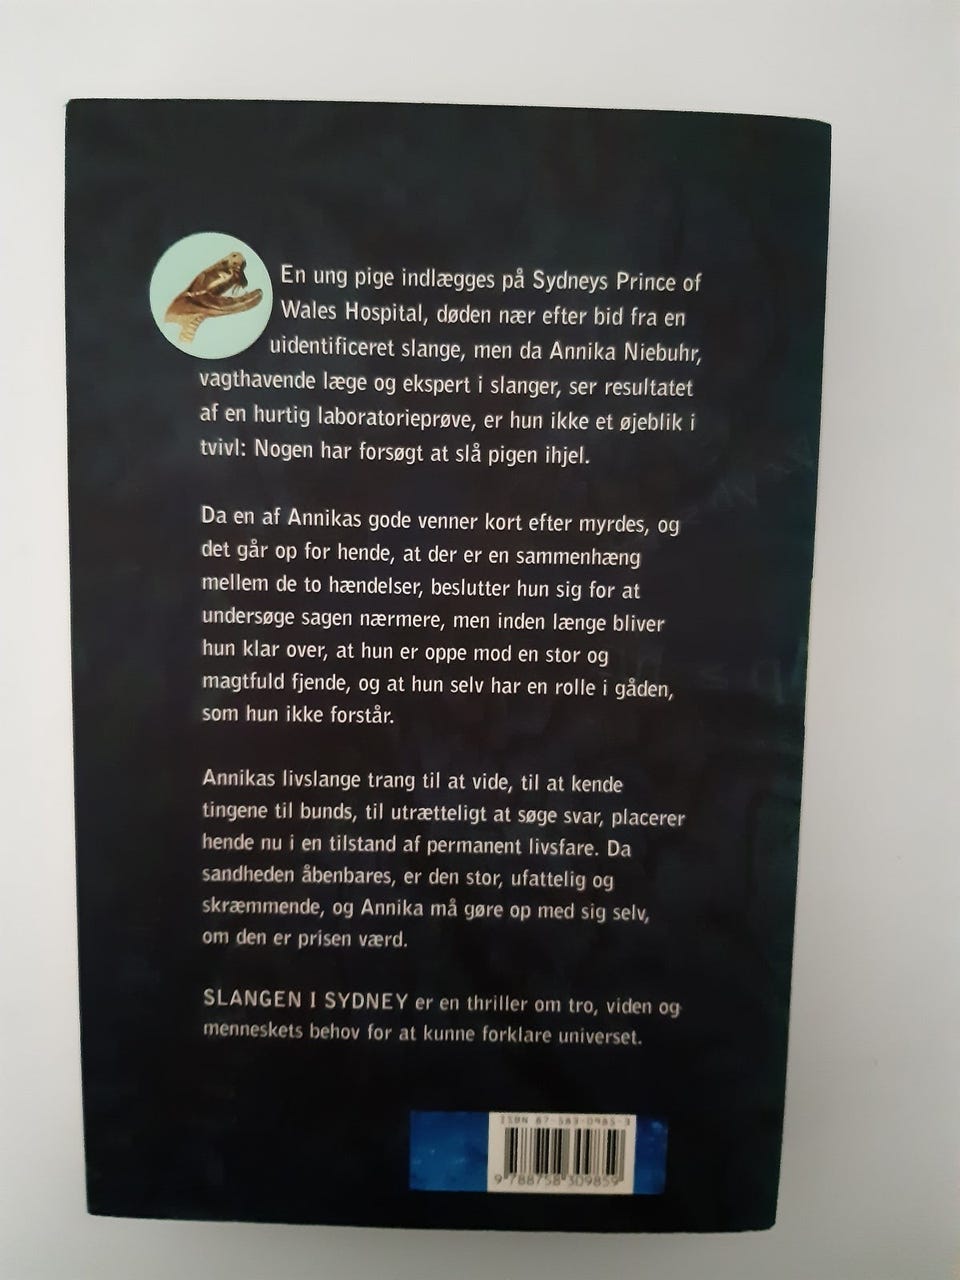 En ung pige indlægges på Sydneys Prince of
Wales Hospital, døden nær efter bid fra en
uidentificeret slange, men da Annika Niebuhr,
vagthavende læge og ekspert i slanger, ser resultatet
af en hurtig laboratorieprøve, er hun ikke et øjeblik i
tvivl: Nogen har forsøgt at slå pigen ihjel.
Da en af Annikas gode venner kort efter myrdes, og
det går op for hende, at der er en sammenhæng
mellem de to hændelser, beslutter hun sig for at
undersøge sagen nærmere, men inden længe bliver
hun klar over, at hun er oppe mod en stor og
magtfuld fjende, og at hun selv har en rolle i gåden,
som hun ikke forstår.
Annikas livslange trang til at vide, til at kende
tingene til bunds, til utrætteligt at søge svar, placerer
hende nu i en tilstand af permanent livsfare. Da
sandheden åbenbares, er den stor, ufattelig og
skræmmende, og Annika må gøre op med sig selv,
om den er prisen værd.
SLANGEN I SYDNEY er en thriller om tro, viden og
menneskets behov for at kunne forklare universet.
ISBN 87-583-0985-3
9 788758 309859